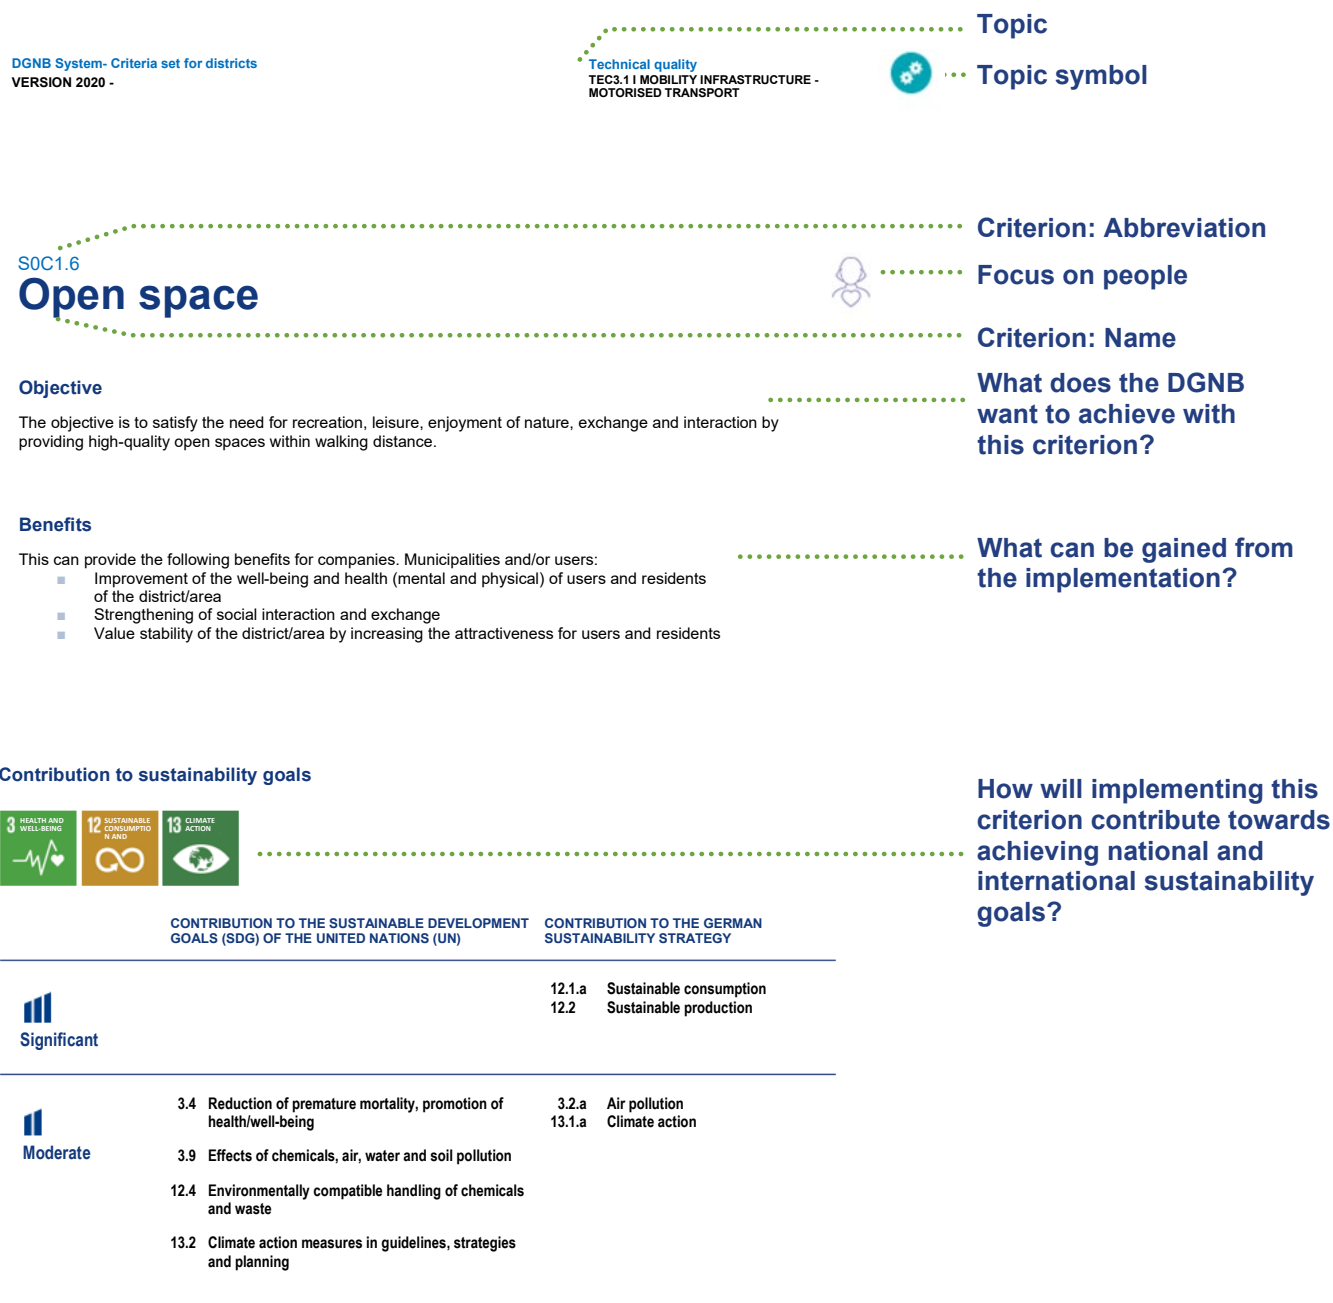 Topic
DGNB System- Criteria set for districts
VERSION 2020 -
Technical quality
TEC3.1 I MOBILITY INFRASTRUCTURE -
MOTORISED TRANSPORT
Topic symbol
Criterion: Abbreviation
S0C1.6
Open space
Focus on people
Criterion: Name
Objective
The objective is to satisfy the need for recreation, leisure, enjoyment of nature, exchange and interaction by
providing high-quality open spaces within walking distance.
What does the DGNB
want to achieve with
this criterion?
Benefits
This can provide the following benefits for companies. Municipalities and/or users:
■ Improvement of the well-being and health (mental and physical) of users and residents
of the district/area
■ Strengthening of social interaction and exchange
■ Value stability of the district/area by increasing the attractiveness for users and residents
What can be gained from
the implementation?
Contribution to sustainability goals
3 HEALTH AND
WELL-BEING
12 SUSTAINABLE
CONSUMPTIO
N AND
13 CLIMATE
ACTION
How will implementing this
criterion contribute towards
achieving national and
international sustainability
goals?
CONTRIBUTION TO THE SUSTAINABLE DEVELOPMENT
GOALS (SDG) OF THE UNITED NATIONS (UN)
CONTRIBUTION TO THE GERMAN
SUSTAINABILITY STRATEGY
Significant
12.1.a Sustainable consumption
12.2 Sustainable production
Moderate
3.4 Reduction of premature mortality, promotion of
health/well-being
3.9 Effects of chemicals, air, water and soil pollution
12.4 Environmentally compatible handling of chemicals
and waste
13.2 Climate action measures in guidelines, strategies
and planning
3.2.a Air pollution
13.1.a Climate action